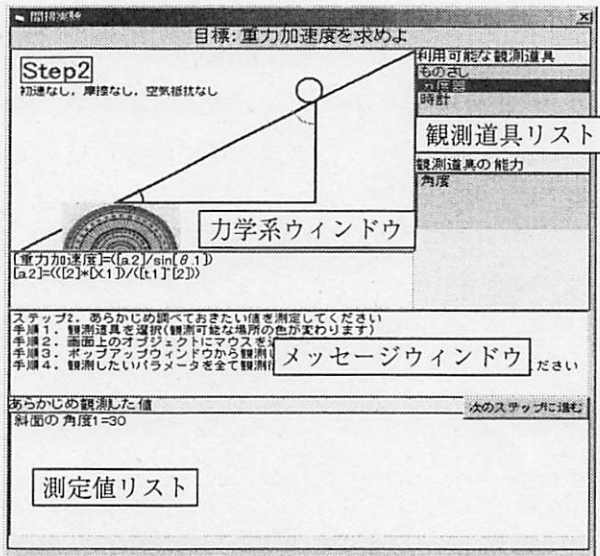 間接実験
目標:重力加速度を求めよ
Step2
初速なし，摩擦なし，空気抵抗なし
利用可能な観測道具
ものさし
分度器
時計
観測道具リスト
観測道具の能力
角度
力学系ウィンドウ
[重力加速度]=([a.2]/sin[θ.1])
[a.2]=(([2]*[X.1])/([t.1]^[2]))
ステップ2．あらかじめ調べておきたい値を測定してください
手順1．観測道具を選択(観測可能な場所の色が変わります)
手順2．画面上のオブジェクトにマウスを
手順3．ポップアップウィンドウから観測
手順4．観測したいパラメータを全て観測
ださい
メッセージウィンドウ
あらかじめ観測した値
次のステップに進む
斜面の角度1=30
測定値リスト